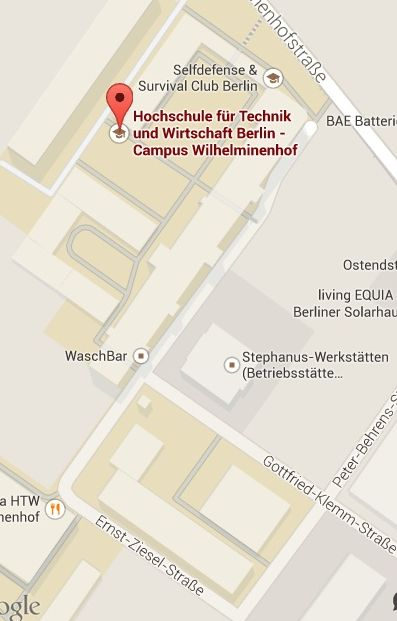 nenhofstraße
Selfdefense &
Survival Club Berlin
Hochschule für Technik
und Wirtschaft Berlin -
Campus Wilhelminenhof
BAE Batterie
Ostendst
living EQUIA
Berliner Solarhau
WaschBar
Stephanus-Werkstätten
(Betriebsstätte...
Peter-Behrens-S
Gottfried-Klemm-Straße
a HTW
nenhof
Ernst-Ziesel-Straße
ogle